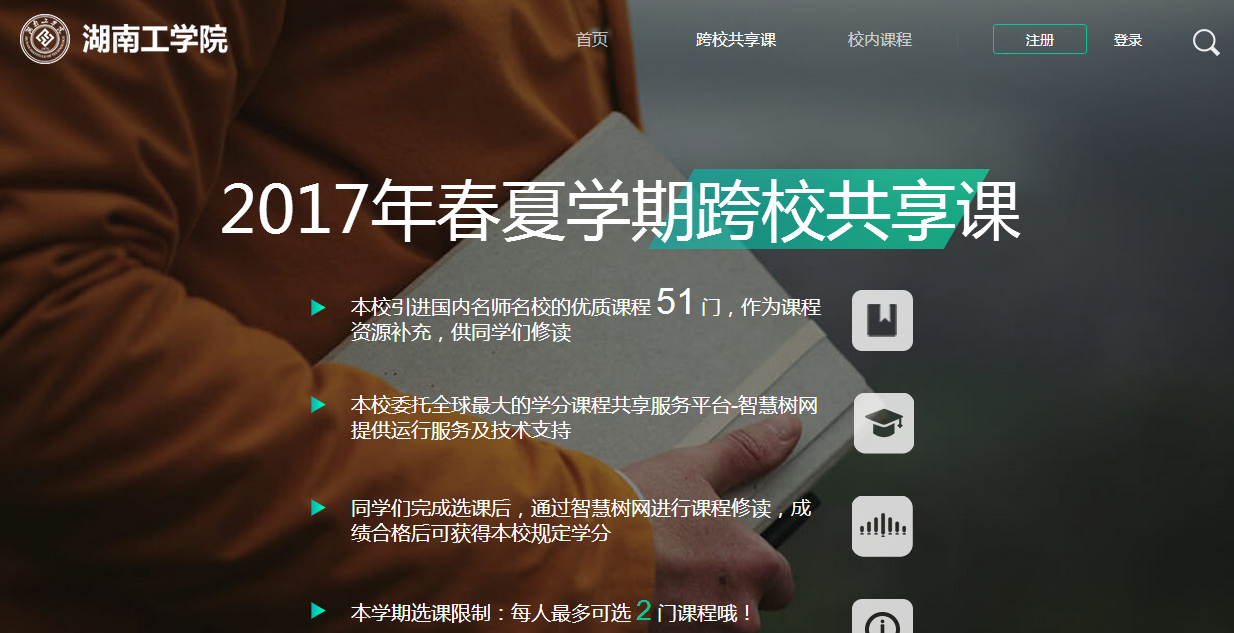 湖南工学院
首页
跨校共享课
校内课程
注册
登录
2017年春夏学期跨校共享课
本校引进国内名师名校的优质课程 51 门，作为课程
资源补充，供同学们修读
本校委托全球最大的学分课程共享服务平台-智慧树网
提供运行服务及技术支持
同学们完成选课后，通过智慧树网进行课程修读，成
绩合格后可获得本校规定学分
本学期选课限制：每人最多可选 2 门课程哦！